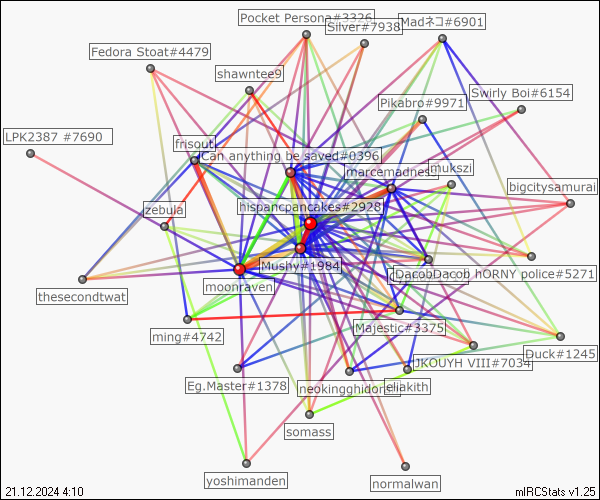 Pocket Persona#3326
Silver#7938
Madネコ#6901
Fedora Stoat#4479
shawntee9
Swirly Boi#6154
Pikabro#9971
LPK2387 #7690
frisout
Can anything be saved#0396
marcemadness
mukszi
bigcitysamurai
hispancpancakes#2928
zebula
Mushy#1984
DacobDacob
HORNY police#5271
moonraven
thesecondtwat
Majestic#3375
ming#4742
Duck#1245
JKOUYH VIII#7034
Eg.Master#1378
neokingghidorah
eliakith
somass
yoshimanden
normalwan
21.12.2024 4:10
mIRCStats v1.25